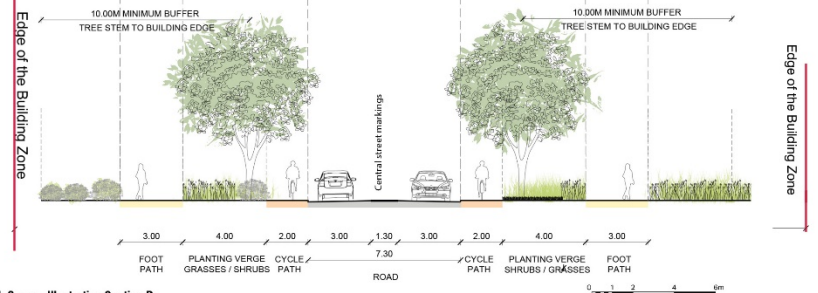 10.00M MINIMUM BUFFER
TREE STEM TO BUILDING EDGE
10.00M MINIMUM BUFFER
TREE STEM TO BUILDING EDGE
Edge of the Building Zone
Central street markings
Edge of the Building Zone
3.00 4.00 2.00 3.00 1.30 3.00 2.00 4.00 3.00
7.30
FOOT
PATH
PLANTING VERGE
GRASSES / SHRUBS
CYCLE
PATH
ROAD
CYCLE
PATH
PLANTING VERGE
SHRUBS / GRASSES
FOOT
PATH
0 1 2 4 6m